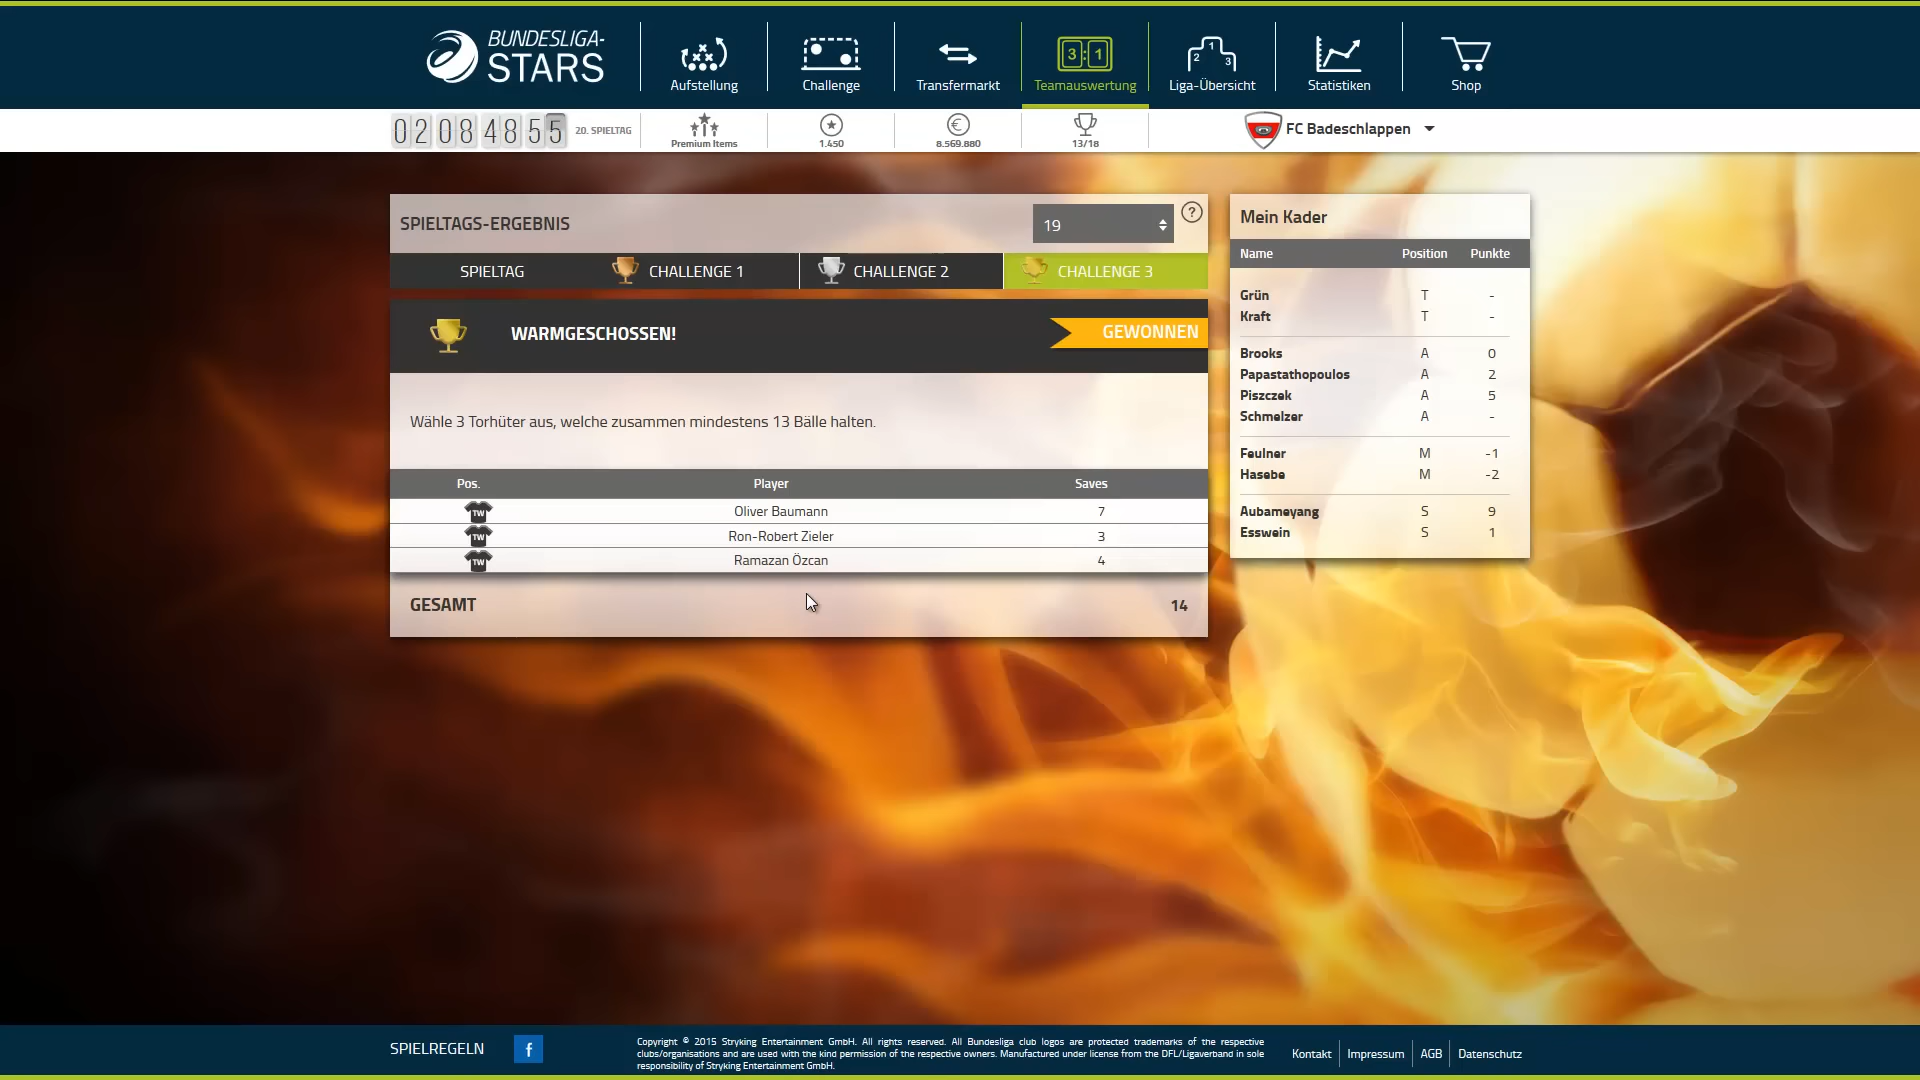 BUNDESLIGA-
STARS
Aufstellung
Challenge
Transfermarkt
3:1
Teamauswertung
1
2
3
Liga-Übersicht
Statistiken
Shop
02 08 48 55
20. SPIELTAG
Premium Items
1.450
€
8.569.880
13/18
FC Badeschlappen
SPIELTAGS-ERGEBNIS
19
?
SPIELTAG
CHALLENGE 1
CHALLENGE 2
CHALLENGE 3
WARMGESCHOSSEN!
GEWONNEN
Wähle 3 Torhüter aus, welche zusammen mindestens 13 Bälle halten.
Pos. Player Saves
TW Oliver Baumann 7
TW Ron-Robert Zieler 3
TW Ramazan Özcan 4
GESAMT 14
Mein Kader
Name Position Punkte
Grün T -
Kraft T -
Brooks A 0
Papastathopoulos A 2
Piszczek A 5
Schmelzer A -
Feulner M -1
Hasebe M -2
Aubameyang S 9
Esswein S 1
SPIELREGELN
f
Copyright © 2015 Stryking Entertainment GmbH. All rights reserved. All Bundesliga club logos are protected trademarks of the respective
clubs/organisations and are used with the kind permission of the respective owners. Manufactured under license from the DFL/Ligaverband in sole
responsibility of Stryking Entertainment GmbH.
Kontakt
Impressum
AGB
Datenschutz